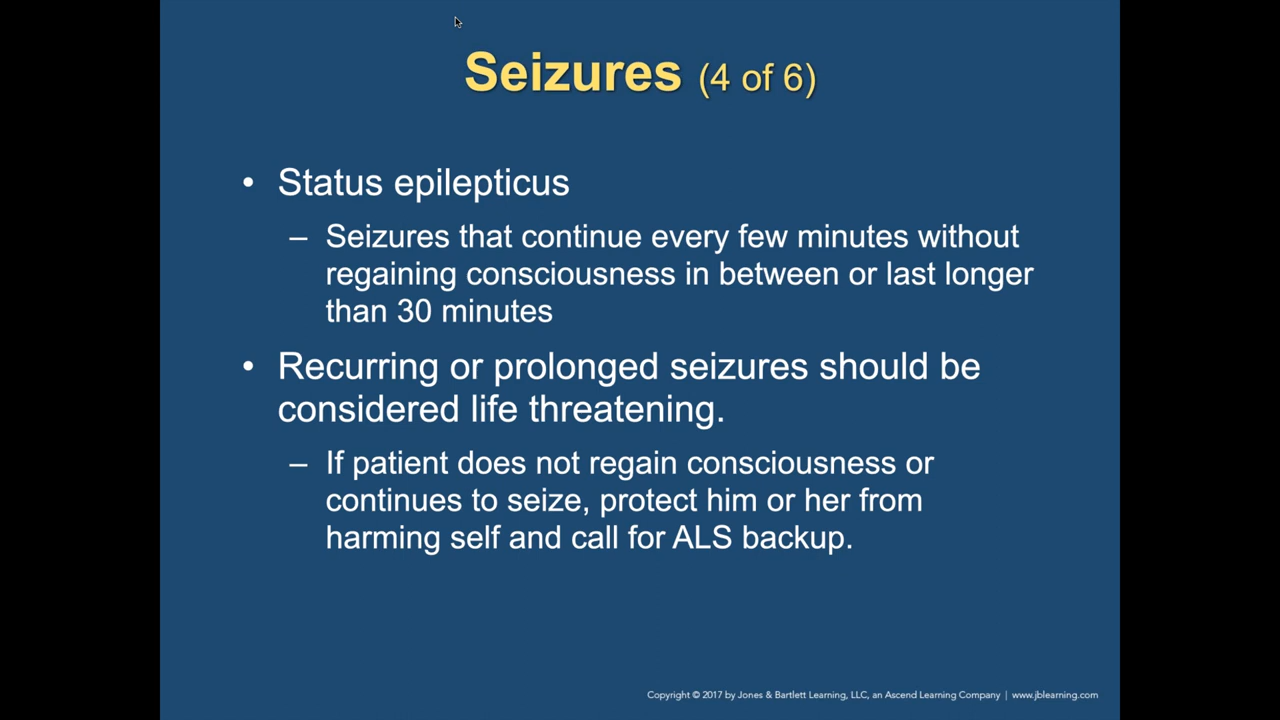 Seizures (4 of 6)
• Status epilepticus
– Seizures that continue every few minutes without
regaining consciousness in between or last longer
than 30 minutes
• Recurring or prolonged seizures should be
considered life threatening.
– If patient does not regain consciousness or
continues to seize, protect him or her from
harming self and call for ALS backup.
Copyright © 2017 by Jones & Bartlett Learning, LLC, an Ascend Learning Company | www.jblearning.com